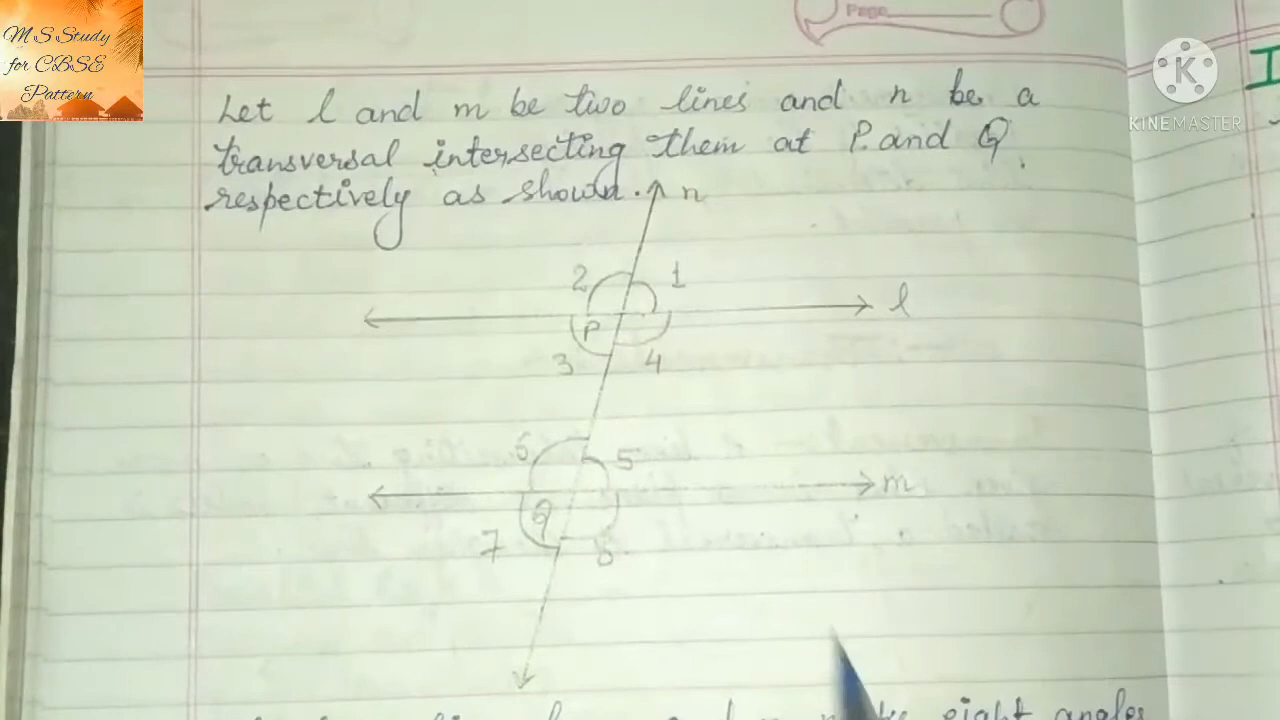 M S Study
for CBSE
Pattern
Page
KINEMASTER
Let l and m be two lines and n be a
transversal intersecting them at P and Q
respectively as shown.
n
2 1
l
P
3 4
6 5
m
Q
7 8
eight angles